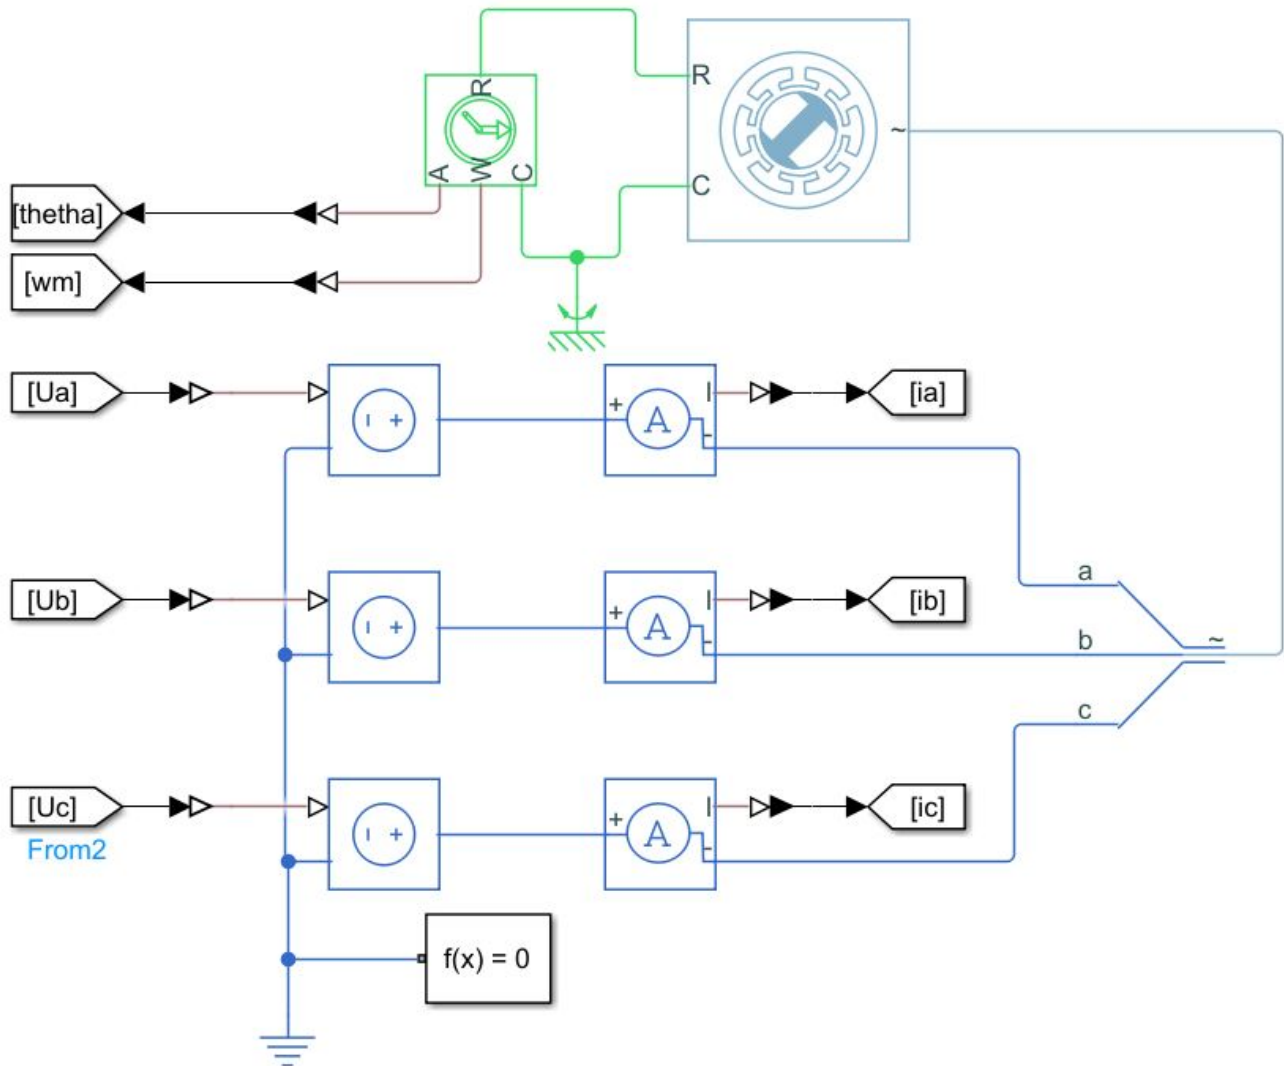 R
R
A W C
R
~
C
[thetha]
[wm]
[Ua]
- +
+ A I -
[ia]
a
[Ub]
- +
+ A I -
[ib]
b ~
c
[Uc]
- +
+ A I -
[ic]
From2
f(x) = 0